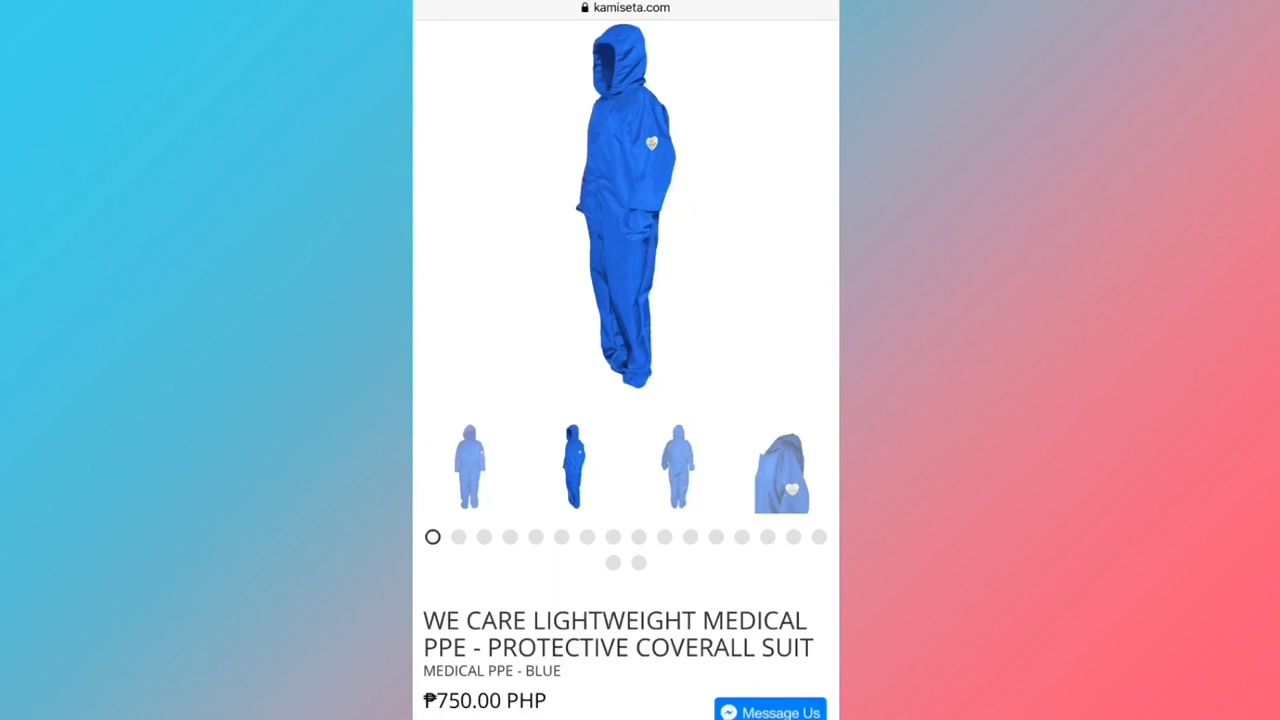 kamiseta.com
WE CARE LIGHTWEIGHT MEDICAL
PPE - PROTECTIVE COVERALL SUIT
MEDICAL PPE - BLUE
₱750.00 PHP
Message Us